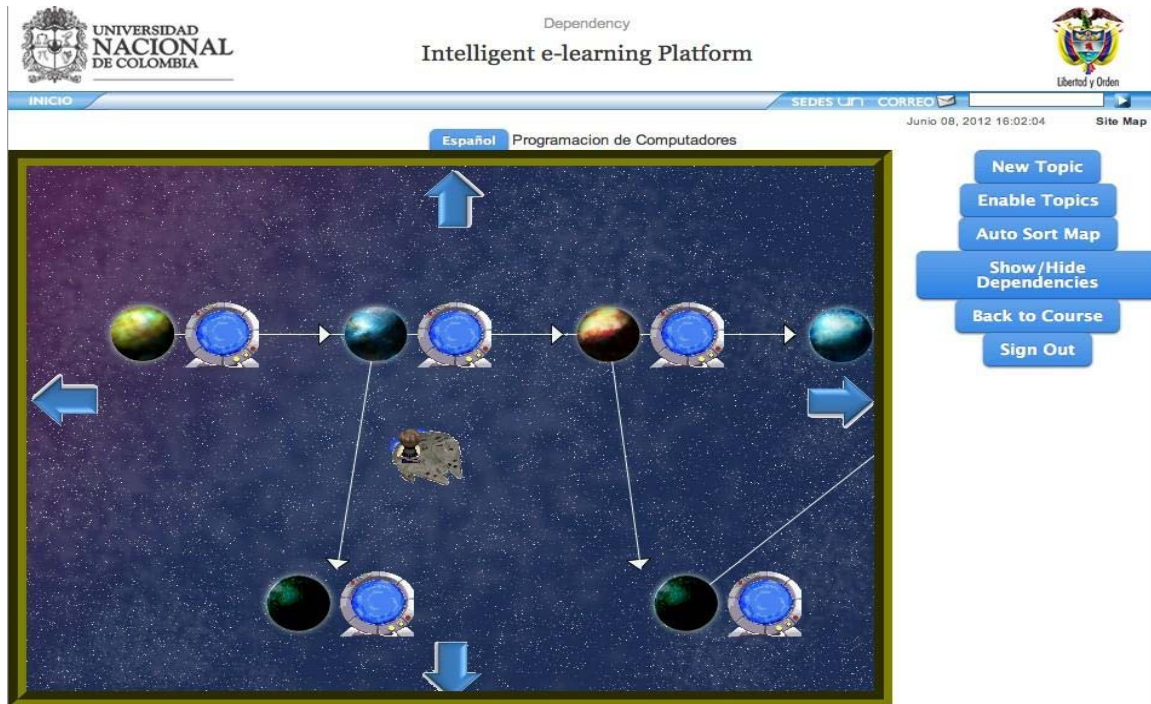 UNIVERSIDAD
NACIONAL
DE COLOMBIA
Dependency
Intelligent e-learning Platform
Libertad y Orden
INICIO
SEDES un CORREO
Junio 08, 2012 16:02:04 Site Map
Español Programacion de Computadores
New Topic
Enable Topics
Auto Sort Map
Show/Hide
Dependencies
Back to Course
Sign Out